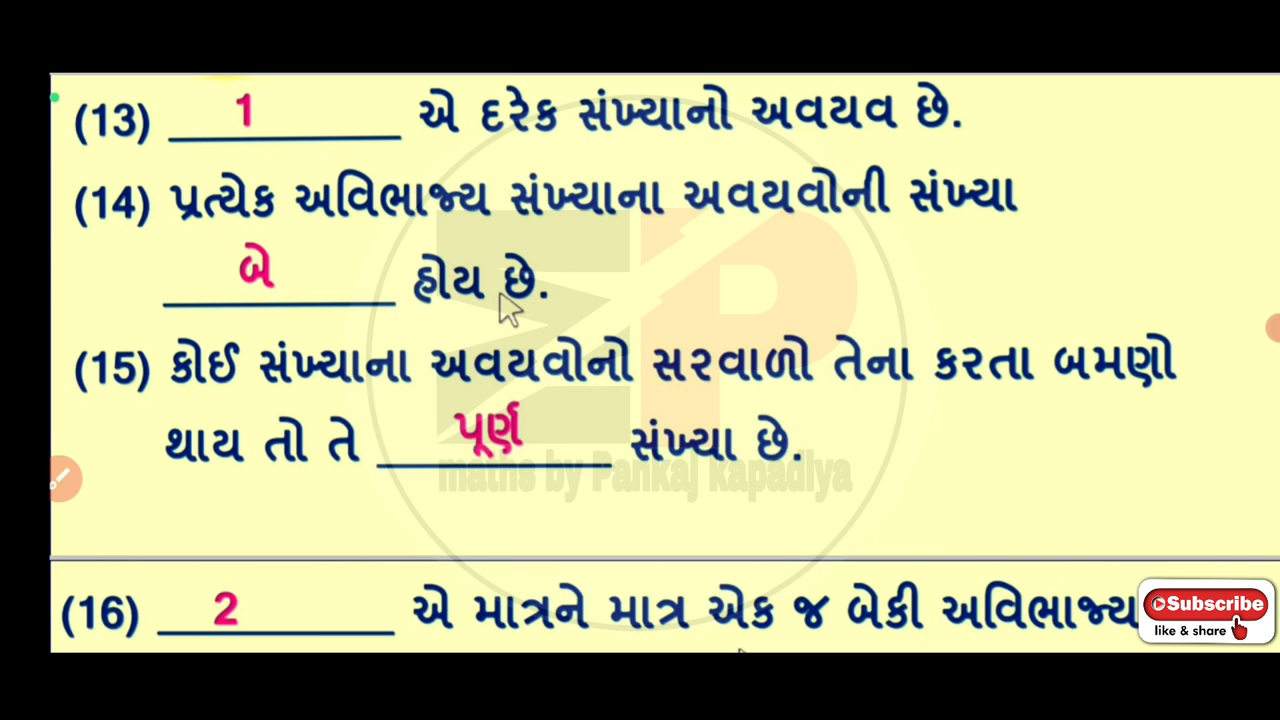 (13) 1 એ દરેક સંખ્યાનો અવયવ છે.
(14) પ્રત્યેક અવિભાજ્ય સંખ્યાના અવયવોની સંખ્યા
બે હોય છે.
(15) કોઈ સંખ્યાના અવયવોનો સરવાળો તેના કરતા બમણો
થાય તો તે પૂર્ણ સંખ્યા છે.
maths by Pankaj kapadiya
(16) 2 એ માત્રને માત્ર એક જ બેકી અવિભાજ્ય
Subscribe
like & share